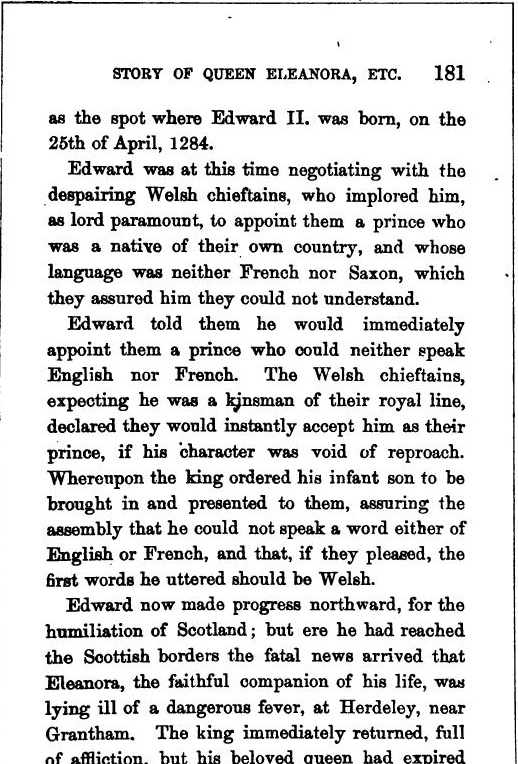 STORY OF QUEEN ELEANORA, ETC. 181
as the spot where Edward II. was born, on the
25th of April, 1284.
Edward was at this time negotiating with the
despairing Welsh chieftains, who implored him,
as lord paramount, to appoint them a prince who
was a native of their own country, and whose
language was neither French nor Saxon, which
they assured him they could not understand.
Edward told them he would immediately
appoint them a prince who could neither speak
English nor French. The Welsh chieftains,
expecting he was a kinsman of their royal line,
declared they would instantly accept him as their
prince, if his character was void of reproach.
Whereupon the king ordered his infant son to be
brought in and presented to them, assuring the
assembly that he could not speak a word either of
English or French, and that, if they pleased, the
first words he uttered should be Welsh.
Edward now made progress northward, for the
humiliation of Scotland; but ere he had reached
the Scottish borders the fatal news arrived that
Eleanora, the faithful companion of his life, was
lying ill of a dangerous fever, at Herdeley, near
Grantham. The king immediately returned, full
of affliction, but his beloved queen had expired